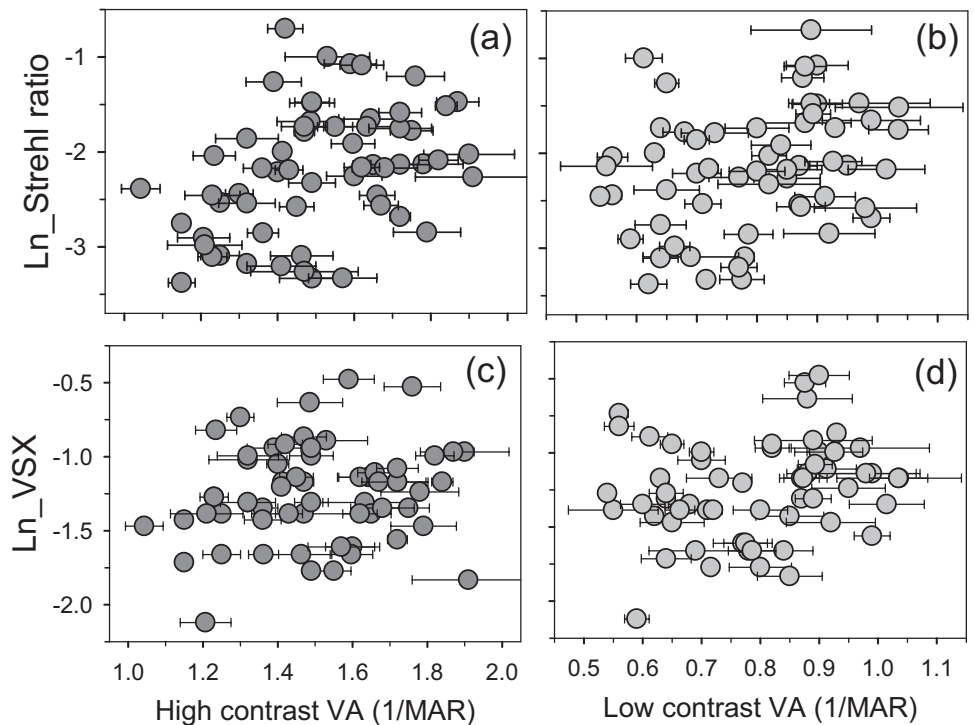 (a)
(b)
Ln_Strehl ratio
-1
-2
-3
(c)
(d)
Ln_VSX
-0.5
-1.0
-1.5
-2.0
1.0 1.2 1.4 1.6 1.8 2.0
0.5 0.6 0.7 0.8 0.9 1.0 1.1
High contrast VA (1/MAR)
Low contrast VA (1/MAR)